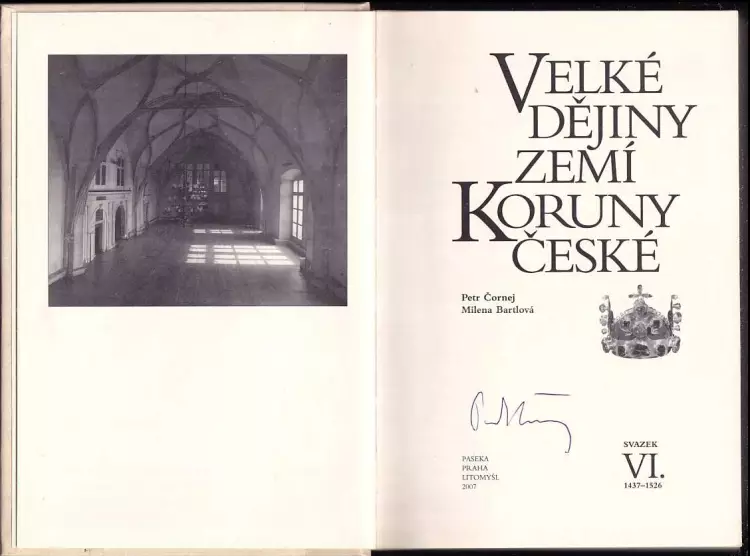 VELKÉ
DĚJINY
ZEMÍ
KORUNY
ČESKÉ
Petr Čornej
Milena Bartlová
PASEKA
PRAHA
LITOMYŠL
2007
SVAZEK
VI.
1437–1526